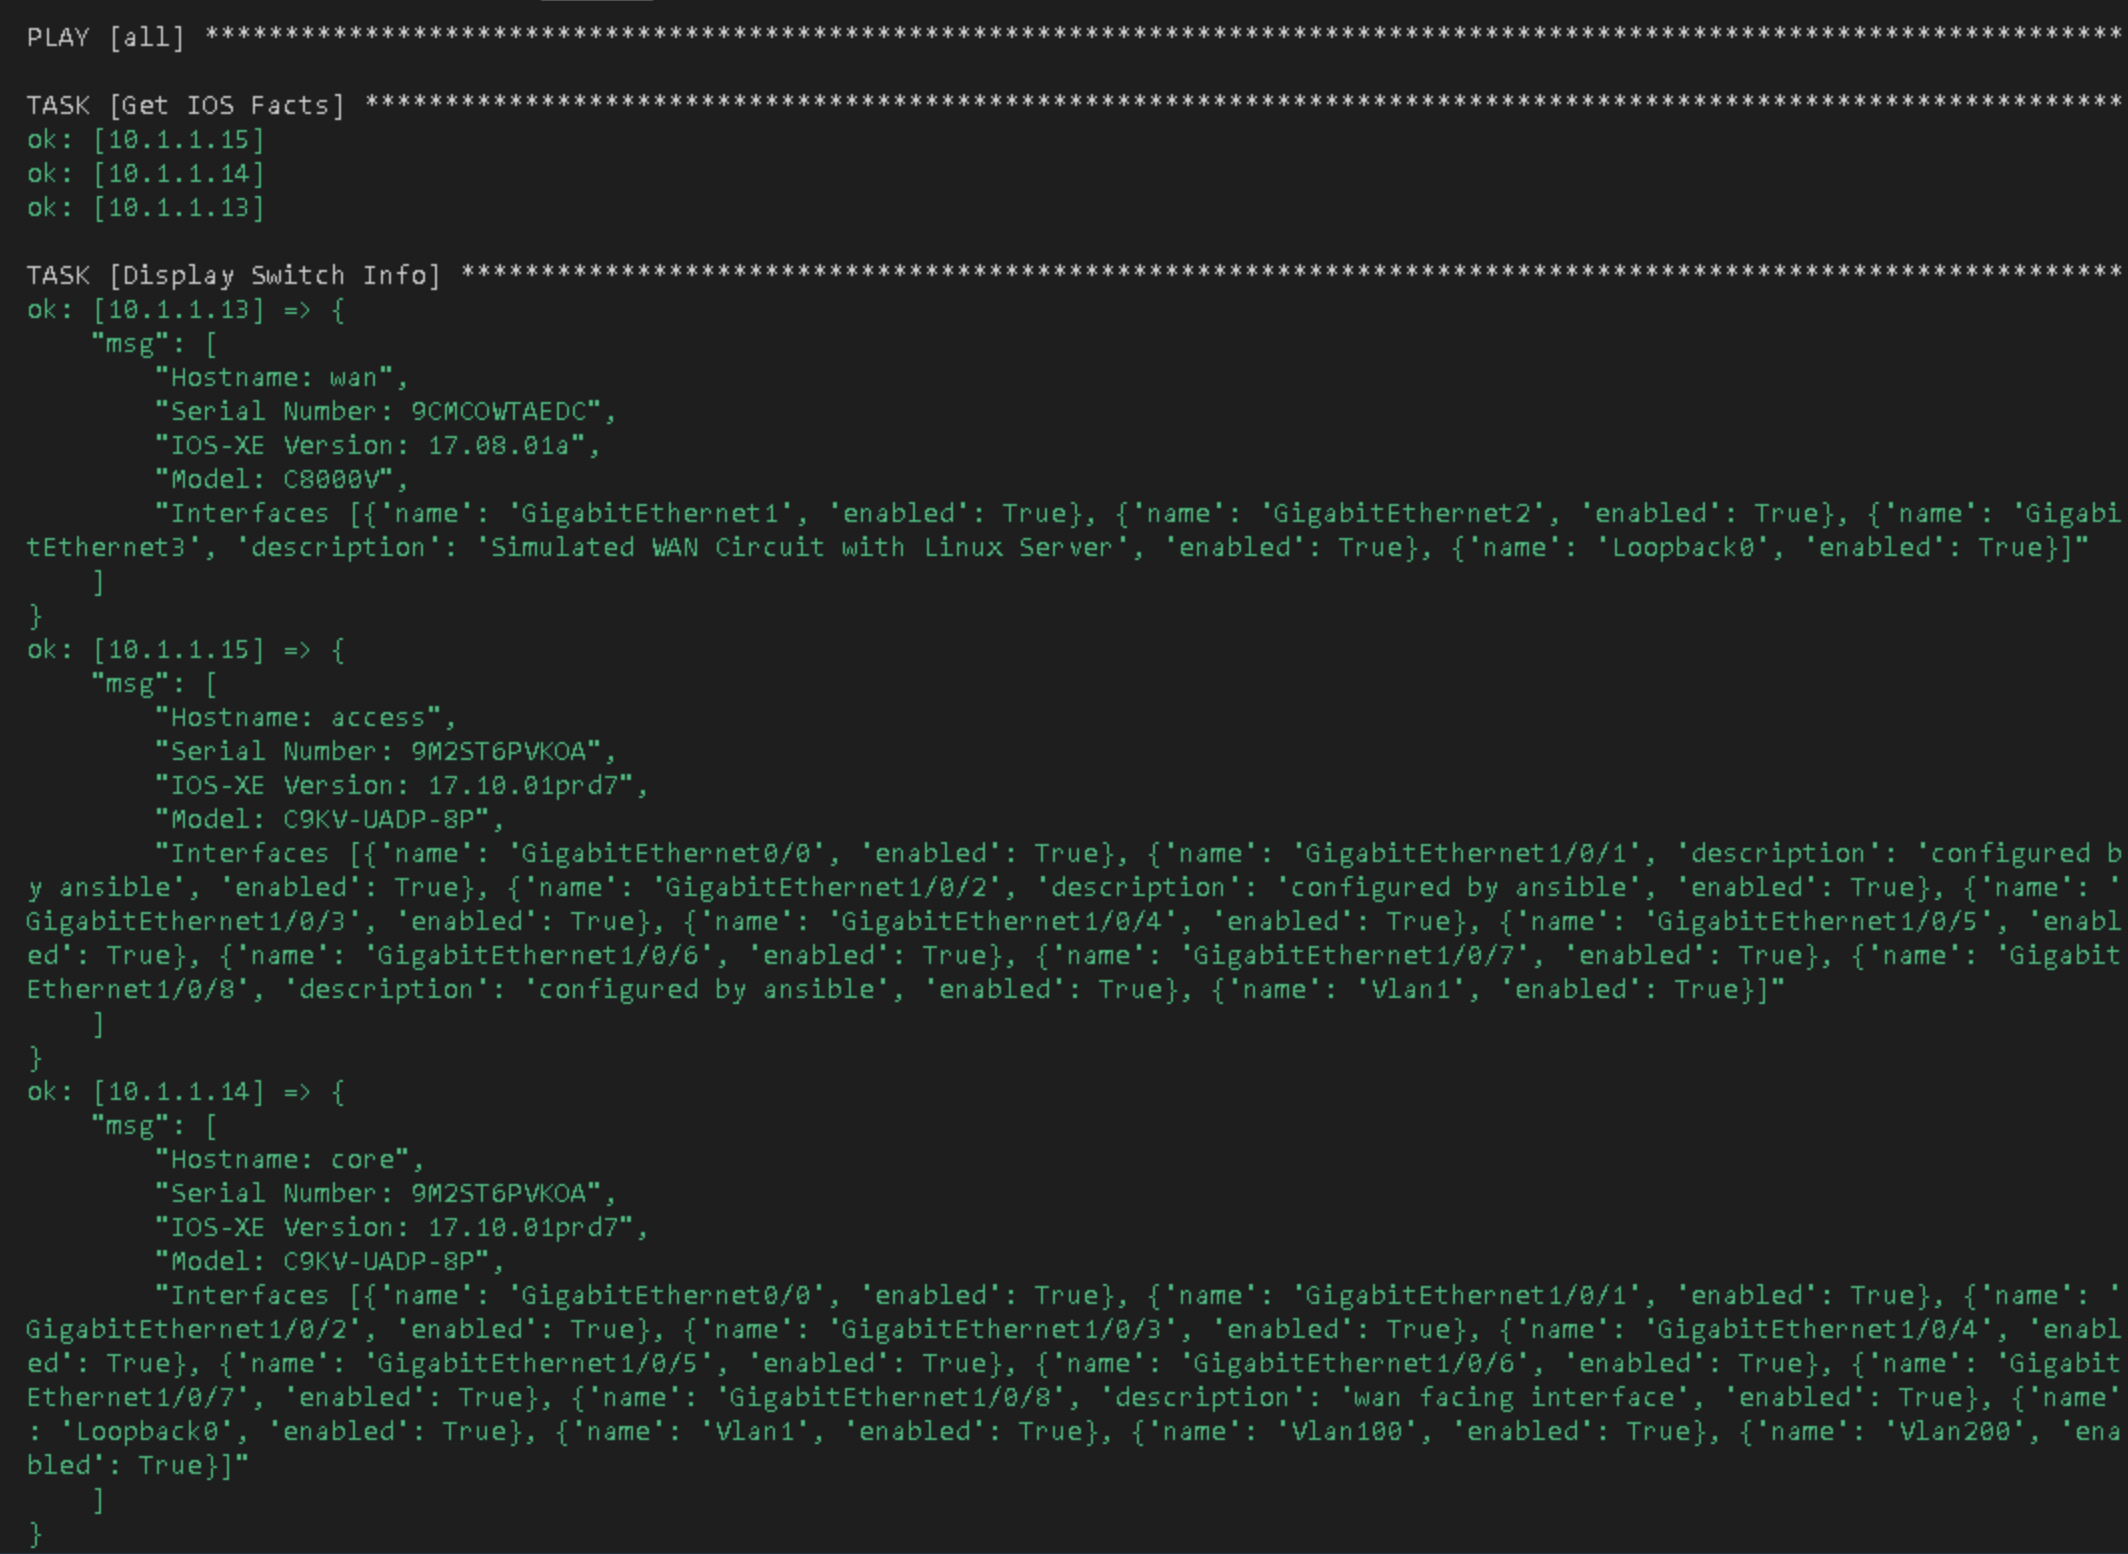 PLAY [all] ************************************************************************************************************************
TASK [Get IOS Facts] **************************************************************************************************************
ok: [10.1.1.15]
ok: [10.1.1.14]
ok: [10.1.1.13]
TASK [Display Switch Info] ********************************************************************************************************
ok: [10.1.1.13] => {
    "msg": [
        "Hostname: wan",
        "Serial Number: 9CMCOWTAEDC",
        "IOS-XE Version: 17.08.01a",
        "Model: C8000V",
        "Interfaces [{'name': 'GigabitEthernet1', 'enabled': True}, {'name': 'GigabitEthernet2', 'enabled': True}, {'name': 'Gigabi
tEthernet3', 'description': 'Simulated WAN Circuit with Linux Server', 'enabled': True}, {'name': 'Loopback0', 'enabled': True}]"
    ]
}
ok: [10.1.1.15] => {
    "msg": [
        "Hostname: access",
        "Serial Number: 9M2ST6PVKOA",
        "IOS-XE Version: 17.10.01prd7",
        "Model: C9KV-UADP-8P",
        "Interfaces [{'name': 'GigabitEthernet0/0', 'enabled': True}, {'name': 'GigabitEthernet1/0/1', 'description': 'configured b
y ansible', 'enabled': True}, {'name': 'GigabitEthernet1/0/2', 'description': 'configured by ansible', 'enabled': True}, {'name': '
GigabitEthernet1/0/3', 'enabled': True}, {'name': 'GigabitEthernet1/0/4', 'enabled': True}, {'name': 'GigabitEthernet1/0/5', 'enabl
ed': True}, {'name': 'GigabitEthernet1/0/6', 'enabled': True}, {'name': 'GigabitEthernet1/0/7', 'enabled': True}, {'name': 'Gigabit
Ethernet1/0/8', 'description': 'configured by ansible', 'enabled': True}, {'name': 'Vlan1', 'enabled': True}]"
    ]
}
ok: [10.1.1.14] => {
    "msg": [
        "Hostname: core",
        "Serial Number: 9M2ST6PVKOA",
        "IOS-XE Version: 17.10.01prd7",
        "Model: C9KV-UADP-8P",
        "Interfaces [{'name': 'GigabitEthernet0/0', 'enabled': True}, {'name': 'GigabitEthernet1/0/1', 'enabled': True}, {'name': '
GigabitEthernet1/0/2', 'enabled': True}, {'name': 'GigabitEthernet1/0/3', 'enabled': True}, {'name': 'GigabitEthernet1/0/4', 'enabl
ed': True}, {'name': 'GigabitEthernet1/0/5', 'enabled': True}, {'name': 'GigabitEthernet1/0/6', 'enabled': True}, {'name': 'Gigabit
Ethernet1/0/7', 'enabled': True}, {'name': 'GigabitEthernet1/0/8', 'description': 'wan facing interface', 'enabled': True}, {'name'
: 'Loopback0', 'enabled': True}, {'name': 'Vlan1', 'enabled': True}, {'name': 'Vlan100', 'enabled': True}, {'name': 'Vlan200', 'ena
bled': True}]"
    ]
}